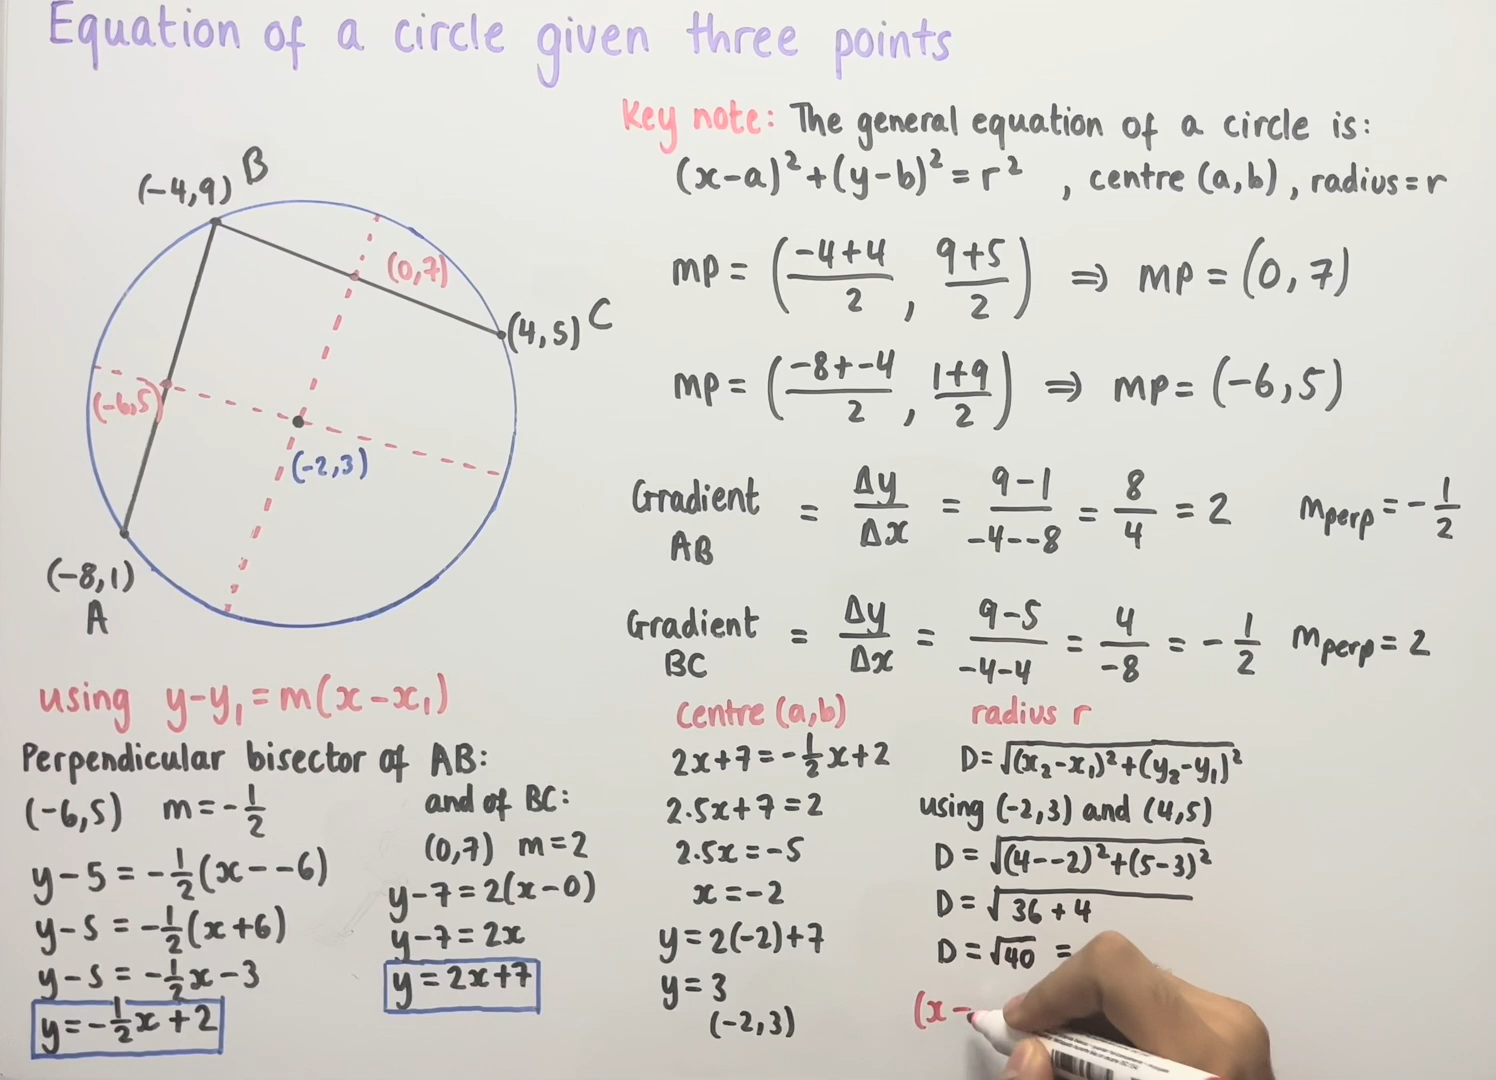 Equation of a circle given three points
Key note: The general equation of a circle is:
(x-a)²+(y-b)²=r² , centre (a,b), radius=r
(-4,9) B
(0,7)
(4,5) C
(-6,5)
(-2,3)
(-8,1)
A
MP = (-4+4/2, 9+5/2) ⇒ MP = (0,7)
MP = (-8+-4/2, 1+9/2) ⇒ MP = (-6,5)
Gradient AB = Δy/Δx = 9-1/-4--8 = 8/4 = 2 mperp = -1/2
Gradient BC = Δy/Δx = 9-5/-4-4 = 4/-8 = -1/2 mperp = 2
using y-y₁=m(x-x₁)
Perpendicular bisector of AB:
(-6,5) m=-1/2
y-5=-1/2(x--6)
y-5=-1/2(x+6)
y-5=-1/2x-3
y=-1/2x+2
and of BC:
(0,7) m=2
y-7=2(x-0)
y-7=2x
y=2x+7
centre (a,b)
2x+7=-1/2x+2
2.5x+7=2
2.5x=-5
x=-2
y=2(-2)+7
y=3
(-2,3)
radius r
D=√(x₂-x₁)²+(y₂-y₁)²
using (-2,3) and (4,5)
D=√(4--2)²+(5-3)²
D=√36+4
D=√40 =
(x-